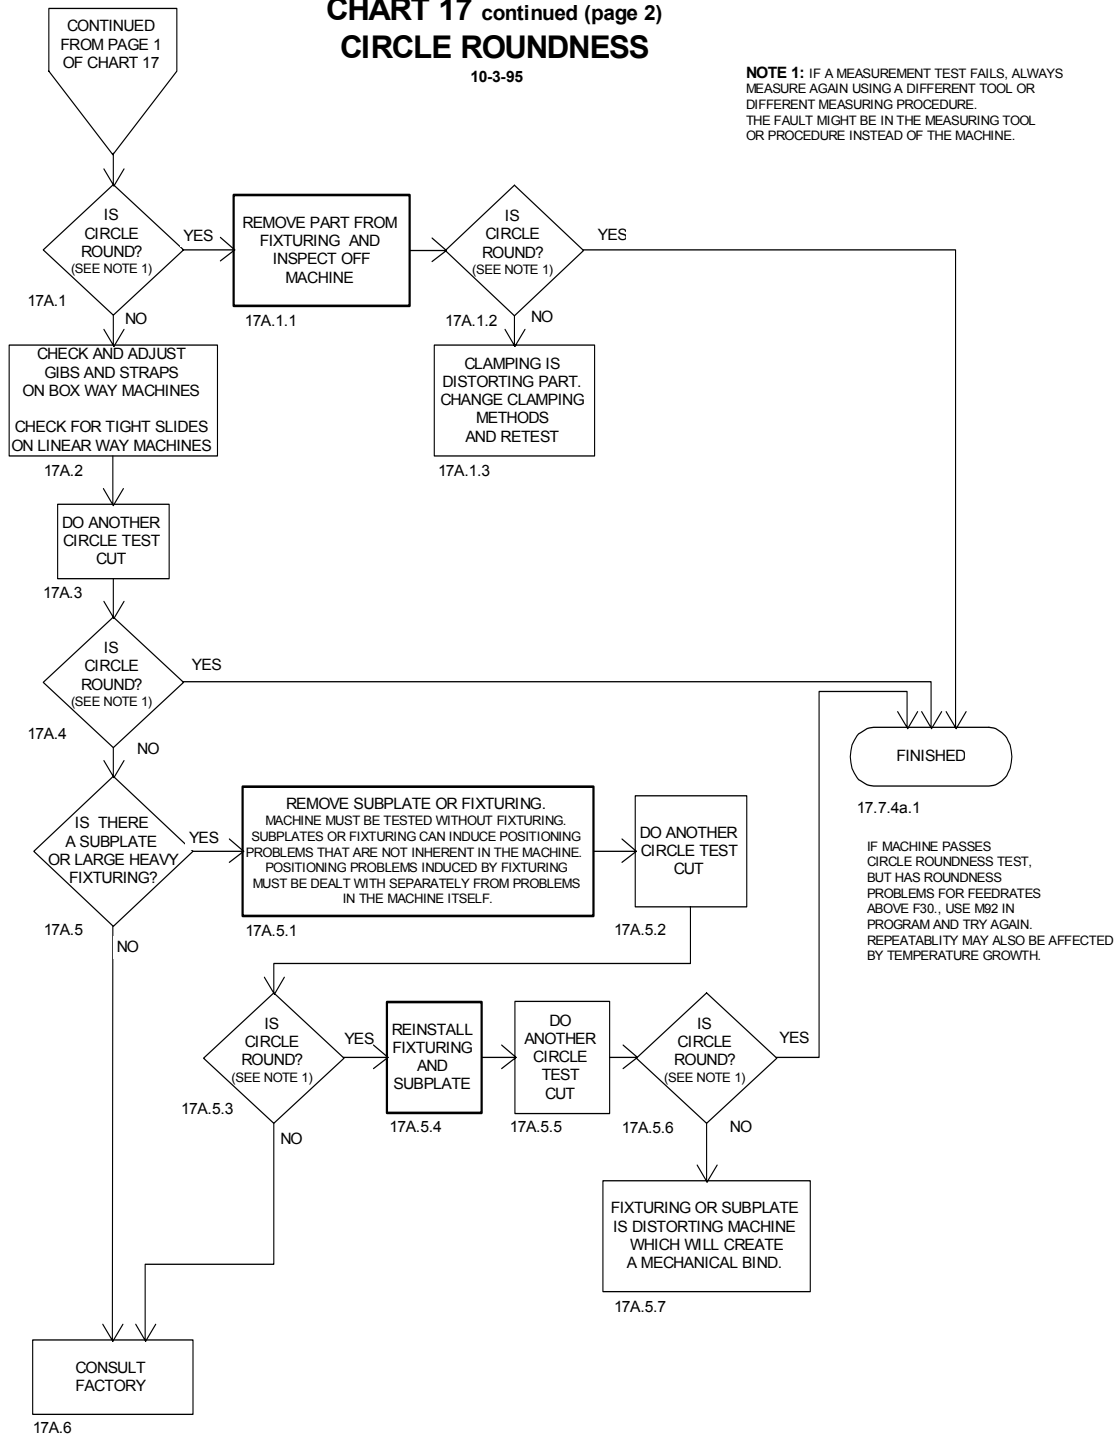 CHART 17 continued (page 2)
CIRCLE ROUNDNESS
10-3-95
CONTINUED
FROM PAGE 1
OF CHART 17
NOTE 1: IF A MEASUREMENT TEST FAILS, ALWAYS
MEASURE AGAIN USING A DIFFERENT TOOL OR
DIFFERENT MEASURING PROCEDURE.
THE FAULT MIGHT BE IN THE MEASURING TOOL
OR PROCEDURE INSTEAD OF THE MACHINE.
IS
CIRCLE
ROUND?
(SEE NOTE 1)
YES
17A.1
NO
REMOVE PART FROM
FIXTURING AND
INSPECT OFF
MACHINE
17A.1.1
IS
CIRCLE
ROUND?
(SEE NOTE 1)
YES
17A.1.2
NO
CLAMPING IS
DISTORTING PART.
CHANGE CLAMPING
METHODS
AND RETEST
17A.1.3
CHECK AND ADJUST
GIBS AND STRAPS
ON BOX WAY MACHINES
CHECK FOR TIGHT SLIDES
ON LINEAR WAY MACHINES
17A.2
DO ANOTHER
CIRCLE TEST
CUT
17A.3
IS
CIRCLE
ROUND?
(SEE NOTE 1)
YES
17A.4
NO
FINISHED
17.7.4a.1
IF MACHINE PASSES
CIRCLE ROUNDNESS TEST,
BUT HAS ROUNDNESS
PROBLEMS FOR FEEDRATES
ABOVE F30., USE M92 IN
PROGRAM AND TRY AGAIN.
REPEATABLITY MAY ALSO BE AFFECTED
BY TEMPERATURE GROWTH.
IS THERE
A SUBPLATE
OR LARGE HEAVY
FIXTURING?
YES
17A.5
NO
REMOVE SUBPLATE OR FIXTURING.
MACHINE MUST BE TESTED WITHOUT FIXTURING.
SUBPLATES OR FIXTURING CAN INDUCE POSITIONING
PROBLEMS THAT ARE NOT INHERENT IN THE MACHINE.
POSITIONING PROBLEMS INDUCED BY FIXTURING
MUST BE DEALT WITH SEPARATELY FROM PROBLEMS
IN THE MACHINE ITSELF.
17A.5.1
DO ANOTHER
CIRCLE TEST
CUT
17A.5.2
IS
CIRCLE
ROUND?
(SEE NOTE 1)
YES
17A.5.3
NO
REINSTALL
FIXTURING
AND
SUBPLATE
17A.5.4
DO
ANOTHER
CIRCLE
TEST
CUT
17A.5.5
IS
CIRCLE
ROUND?
(SEE NOTE 1)
YES
17A.5.6
NO
FIXTURING OR SUBPLATE
IS DISTORTING MACHINE
WHICH WILL CREATE
A MECHANICAL BIND.
17A.5.7
CONSULT
FACTORY
17A.6